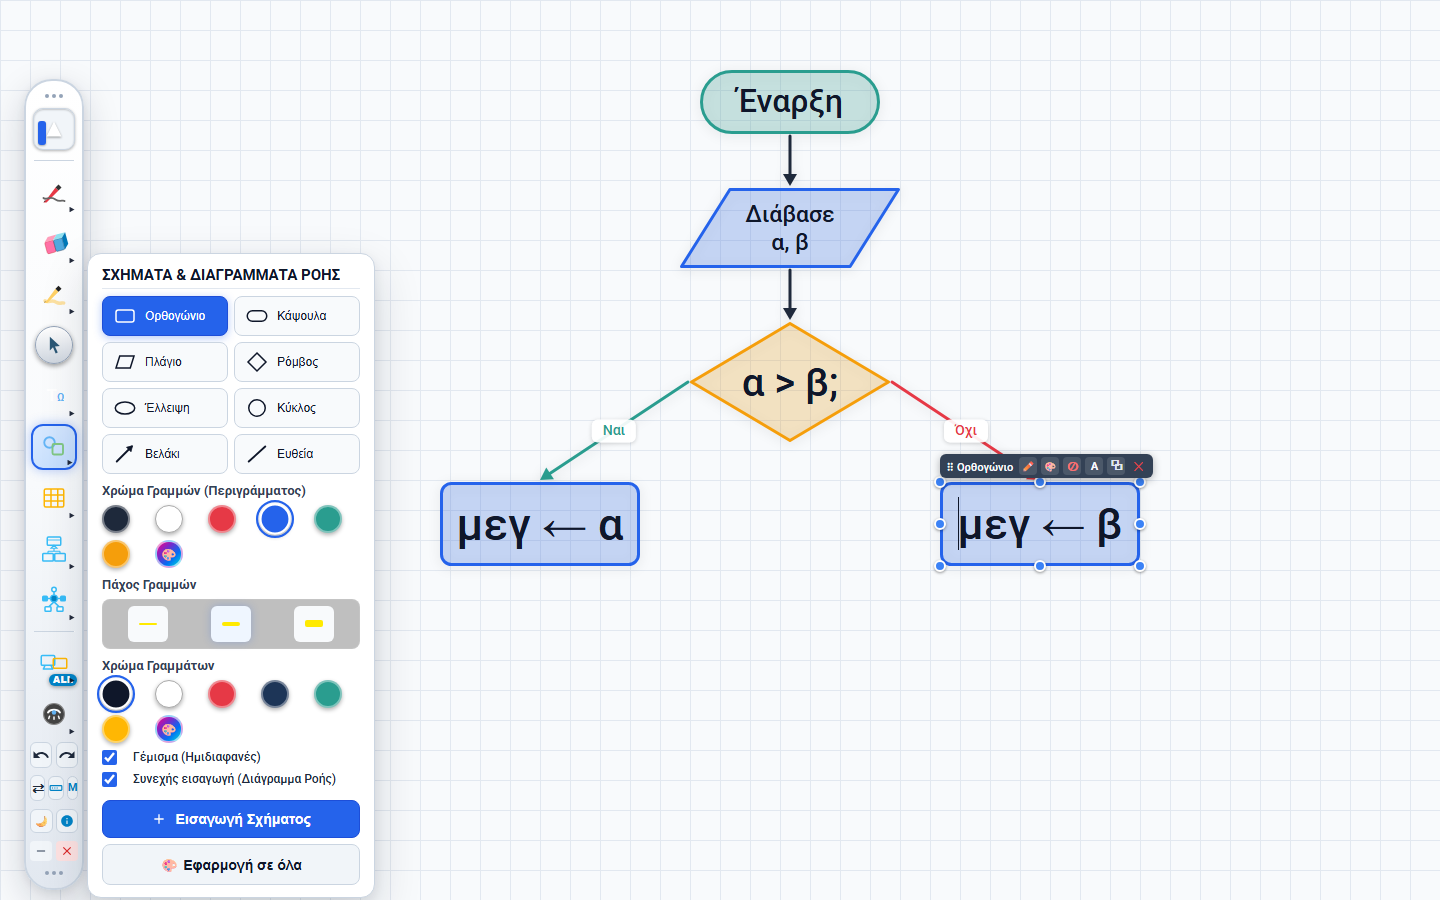 Έναρξη
Διάβασε
α, β
α > β;
Ναι
Όχι
Ορθογώνιο
A
μεγ ← α
μεγ ← β
ΣΧΗΜΑΤΑ & ΔΙΑΓΡΑΜΜΑΤΑ ΡΟΗΣ
Ορθογώνιο
Κάψουλα
Πλάγιο
Ρόμβος
Έλλειψη
Κύκλος
Βελάκι
Ευθεία
Χρώμα Γραμμών (Περιγράμματος)
Πάχος Γραμμών
Χρώμα Γραμμάτων
Γέμισμα (Ημιδιαφανές)
Συνεχής εισαγωγή (Διάγραμμα Ροής)
+ Εισαγωγή Σχήματος
Εφαρμογή σε όλα
Ω
ALL
M